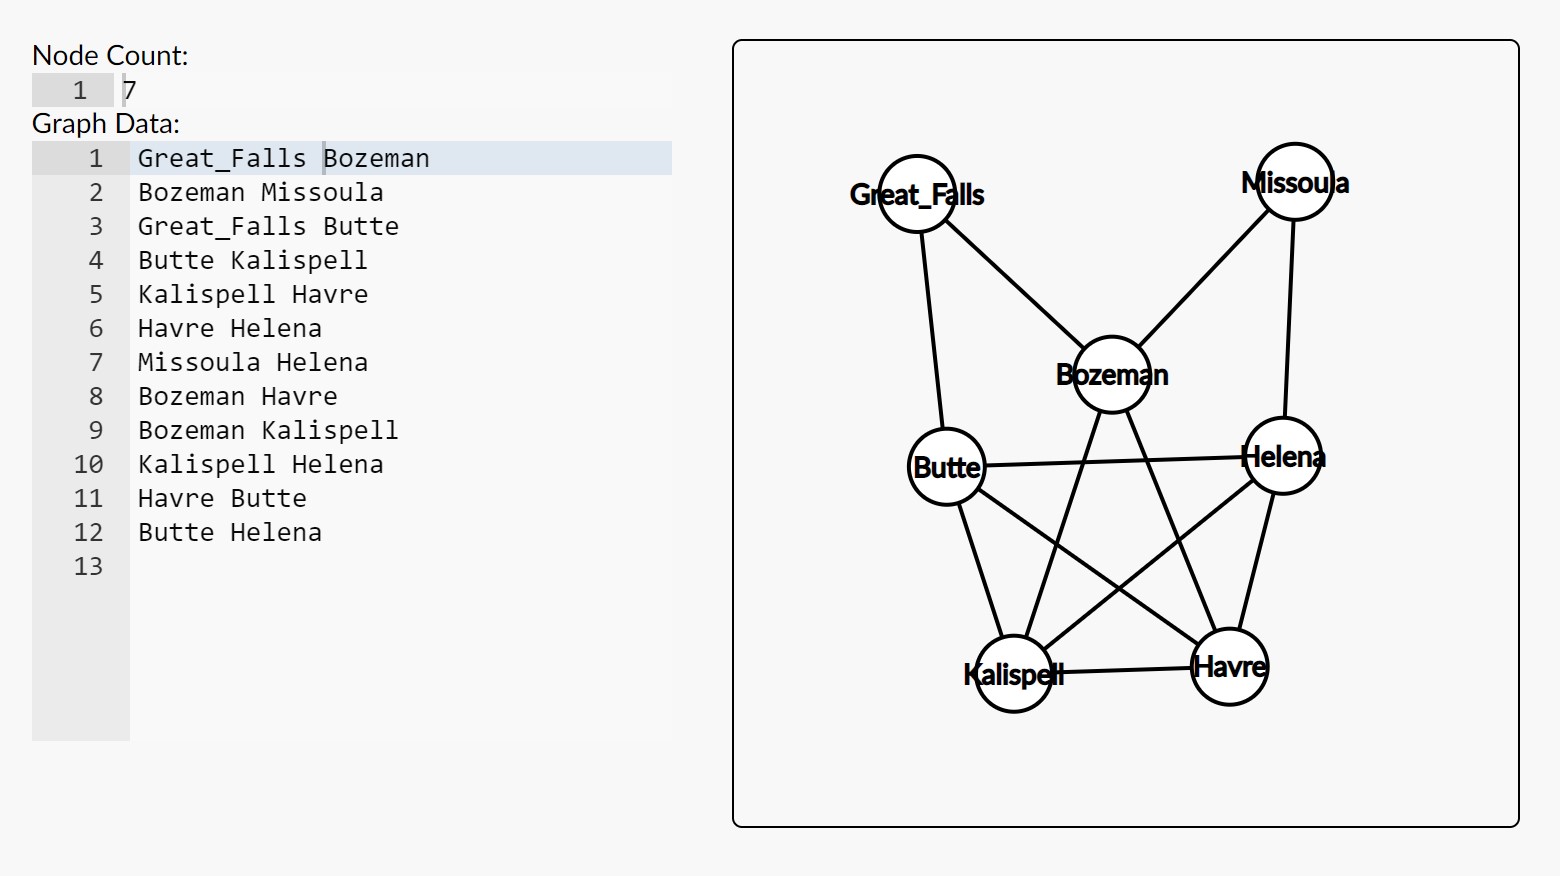 Node Count:
1 7
Graph Data:
1 Great_Falls Bozeman
2 Bozeman Missoula
3 Great_Falls Butte
4 Butte Kalispell
5 Kalispell Havre
6 Havre Helena
7 Missoula Helena
8 Bozeman Havre
9 Bozeman Kalispell
10 Kalispell Helena
11 Havre Butte
12 Butte Helena
13
Great_Falls
Missoula
Bozeman
Butte
Helena
Kalispell
Havre